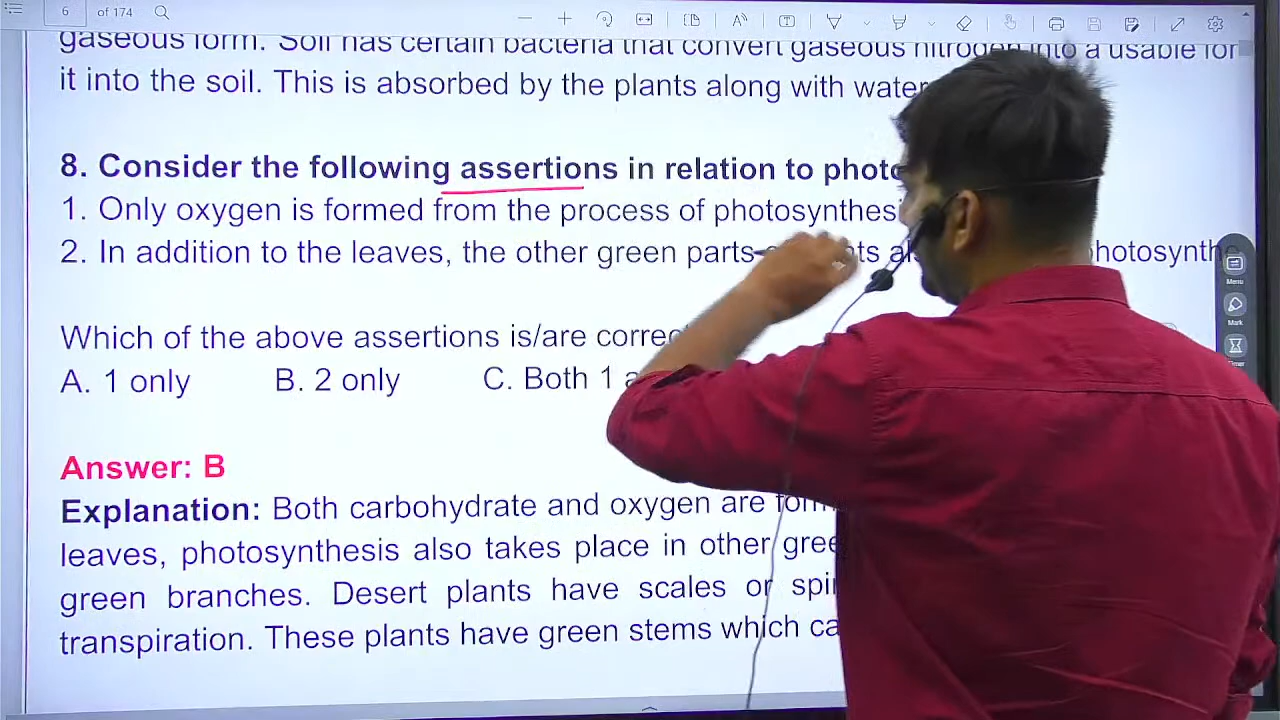 6 of 174
gaseous form. Soil has certain bacteria that convert gaseous nitrogen into a usable for
it into the soil. This is absorbed by the plants along with water
8. Consider the following assertions in relation to photo
1. Only oxygen is formed from the process of photosynthesi
2. In addition to the leaves, the other green parts photosynthe
Menu
Mark
Which of the above assertions is/are correc
A. 1 only B. 2 only C. Both 1
Answer: B
Explanation: Both carbohydrate and oxygen are form
leaves, photosynthesis also takes place in other gree
green branches. Desert plants have scales or spi
transpiration. These plants have green stems which ca